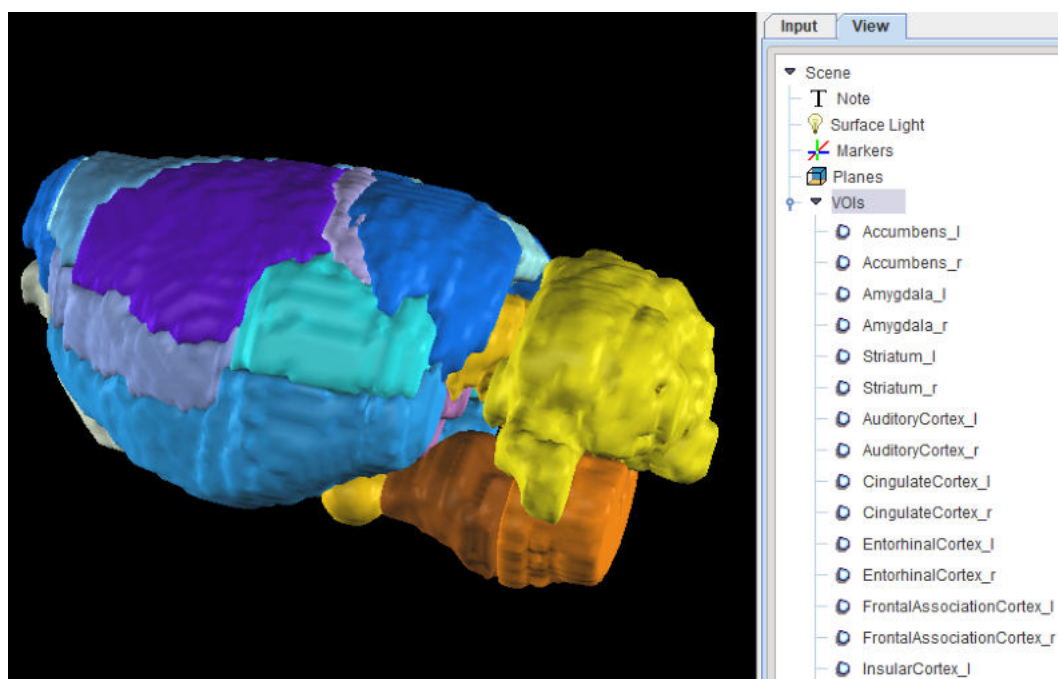 Input View
Scene
Note
Surface Light
Markers
Planes
VOIs
Accumbens_l
Accumbens_r
Amygdala_l
Amygdala_r
Striatum_l
Striatum_r
AuditoryCortex_l
AuditoryCortex_r
CingulateCortex_l
CingulateCortex_r
EntorhinalCortex_l
EntorhinalCortex_r
FrontalAssociationCortex_l
FrontalAssociationCortex_r
InsularCortex_l